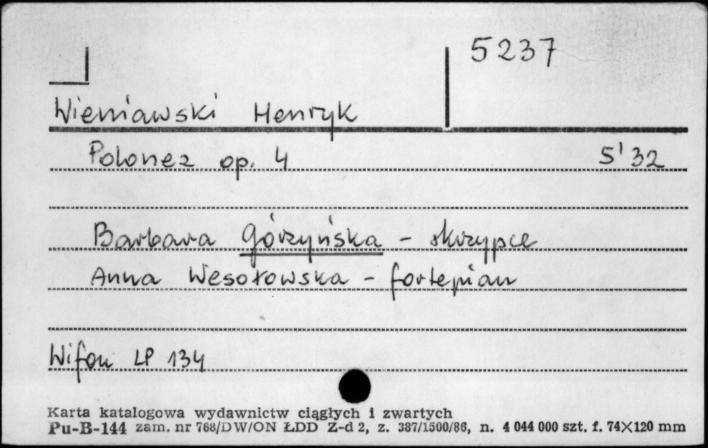 5237
Wieniawski Henryk
Polonez op. 4 5'32
Barbara Górzyńska - skrzypce
Anna Wesołowska - fortepian
Wifon LP 134
Karta katalogowa wydawnictw ciągłych i zwartych
Pu-B-144 zam. nr 768/DW/ON ŁDD Z-d 2, z. 387/1500/86, n. 4 044 000 szt. f. 74×120 mm